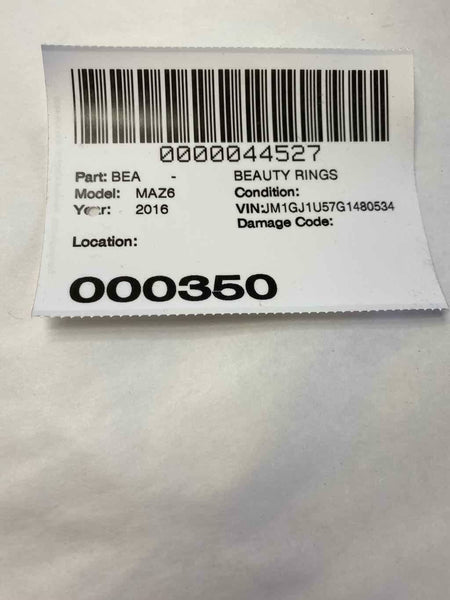 0000044527
Part: BEA - BEAUTY RINGS
Model: MAZ6 Condition:
Year: 2016 VIN:JM1GJ1U57G1480534
Damage Code:
Location:
000350